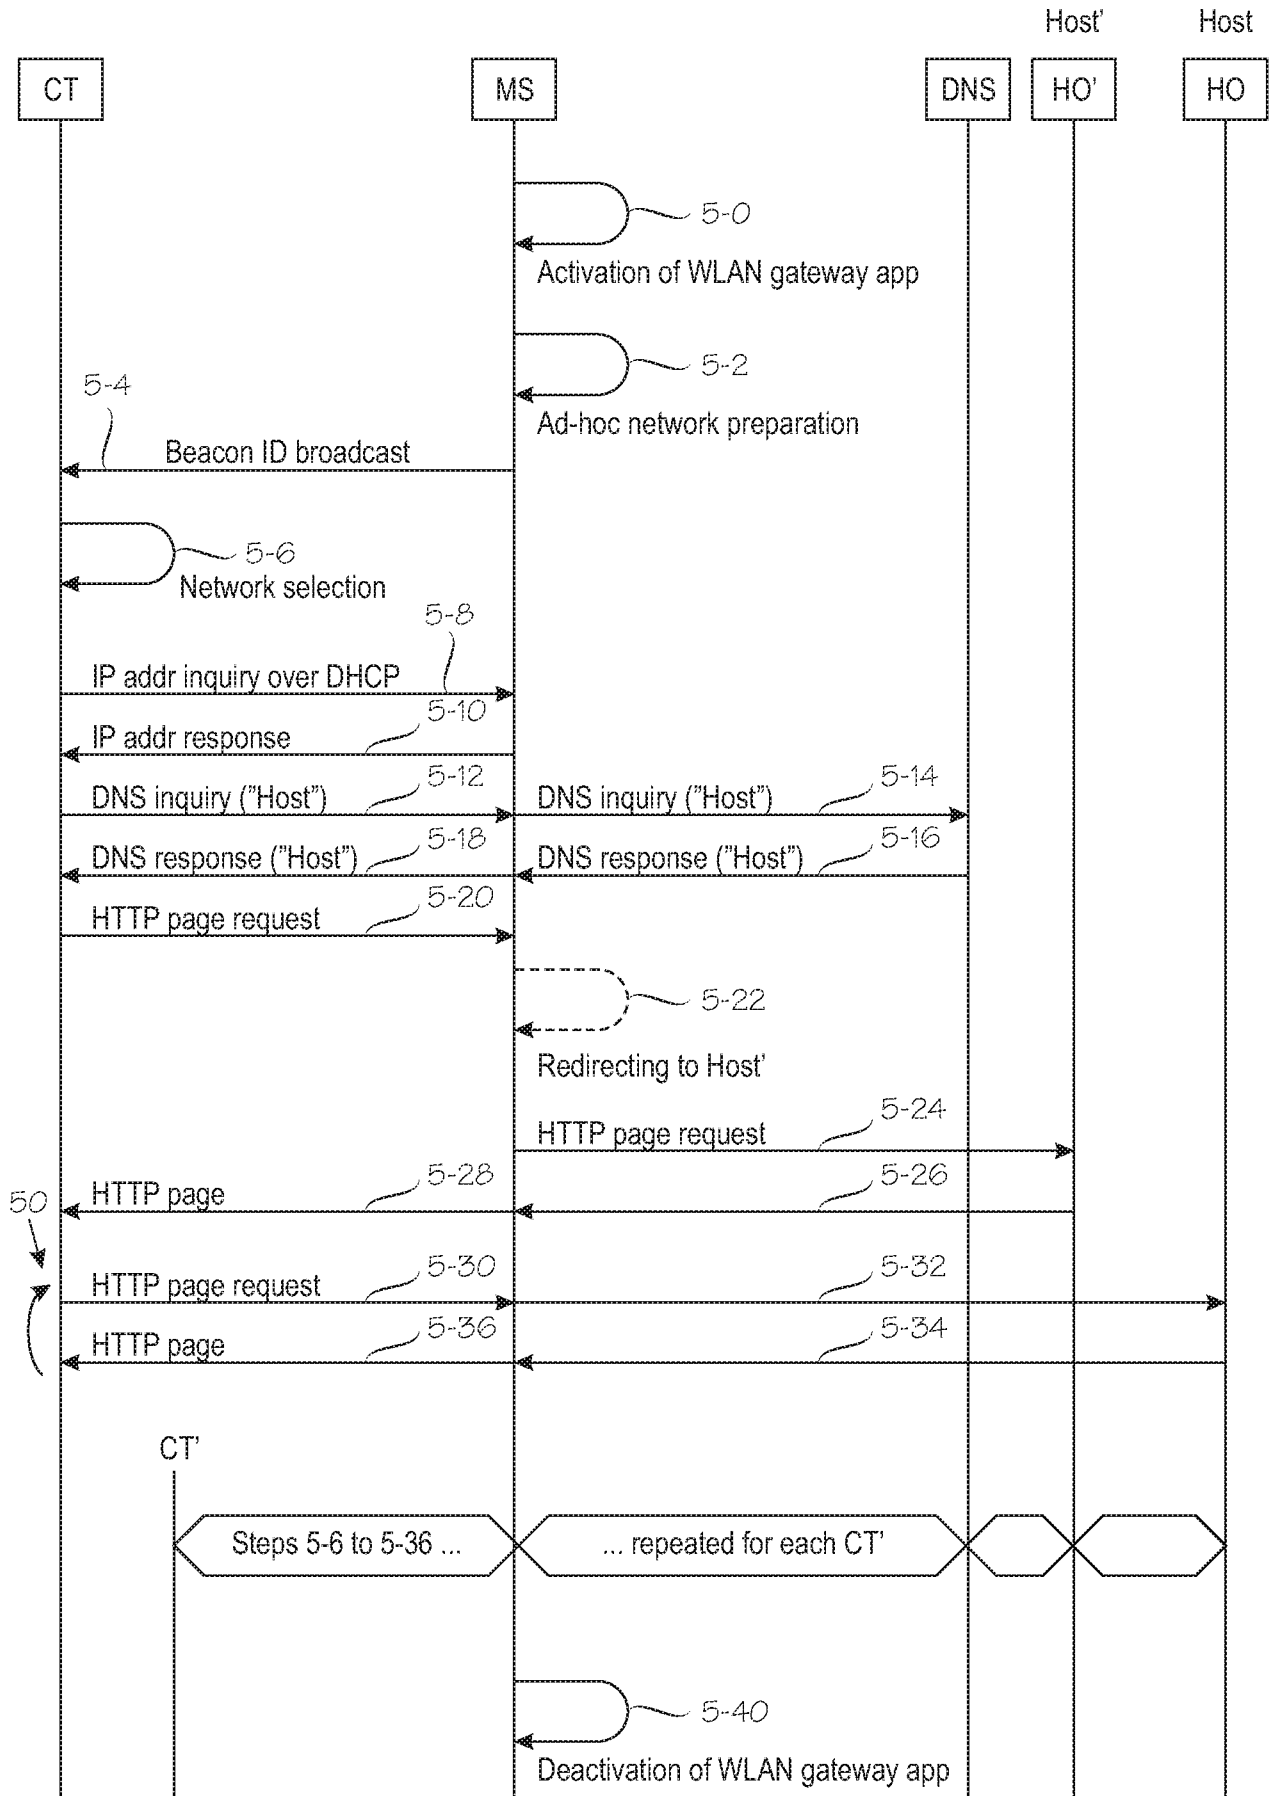 Host' Host
CT MS DNS HO' HO
5-0
Activation of WLAN gateway app
5-2
5-4
Ad-hoc network preparation
Beacon ID broadcast
5-6
Network selection
5-8
IP addr inquiry over DHCP
5-10
IP addr response
5-12 5-14
DNS inquiry ("Host") DNS inquiry ("Host")
5-18 5-16
DNS response ("Host") DNS response ("Host")
5-20
HTTP page request
5-22
Redirecting to Host'
5-24
HTTP page request
5-28 5-26
HTTP page
50
5-30 5-32
HTTP page request
5-36 5-34
HTTP page
CT'
Steps 5-6 to 5-36 ... ... repeated for each CT'
5-40
Deactivation of WLAN gateway app